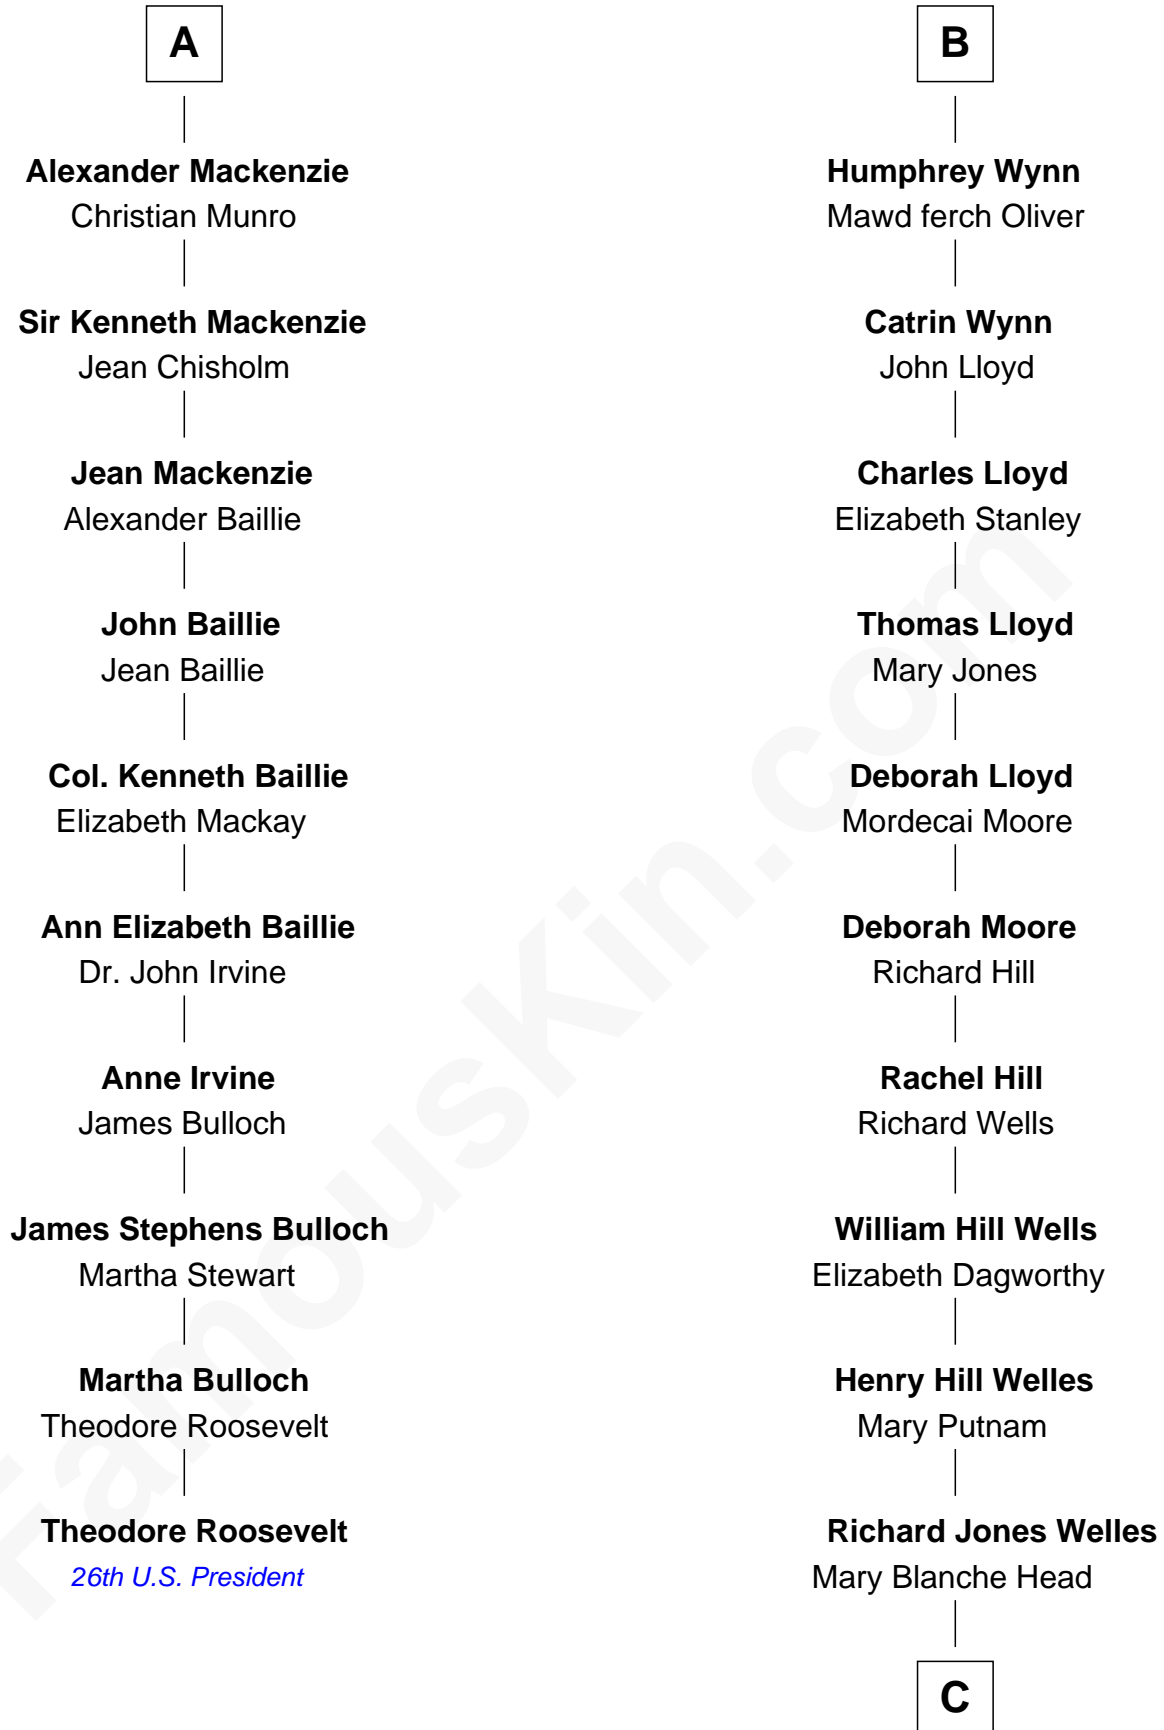 A
Alexander Mackenzie
Christian Munro
Sir Kenneth Mackenzie
Jean Chisholm
Jean Mackenzie
Alexander Baillie
John Baillie
Jean Baillie
Col. Kenneth Baillie
Elizabeth Mackay
Ann Elizabeth Baillie
Dr. John Irvine
Anne Irvine
James Bulloch
James Stephens Bulloch
Martha Stewart
Martha Bulloch
Theodore Roosevelt
Theodore Roosevelt
26th U.S. President
B
Humphrey Wynn
Mawd ferch Oliver
Catrin Wynn
John Lloyd
Charles Lloyd
Elizabeth Stanley
Thomas Lloyd
Mary Jones
Deborah Lloyd
Mordecai Moore
Deborah Moore
Richard Hill
Rachel Hill
Richard Wells
William Hill Wells
Elizabeth Dagworthy
Henry Hill Welles
Mary Putnam
Richard Jones Welles
Mary Blanche Head
C
FamousKin.com